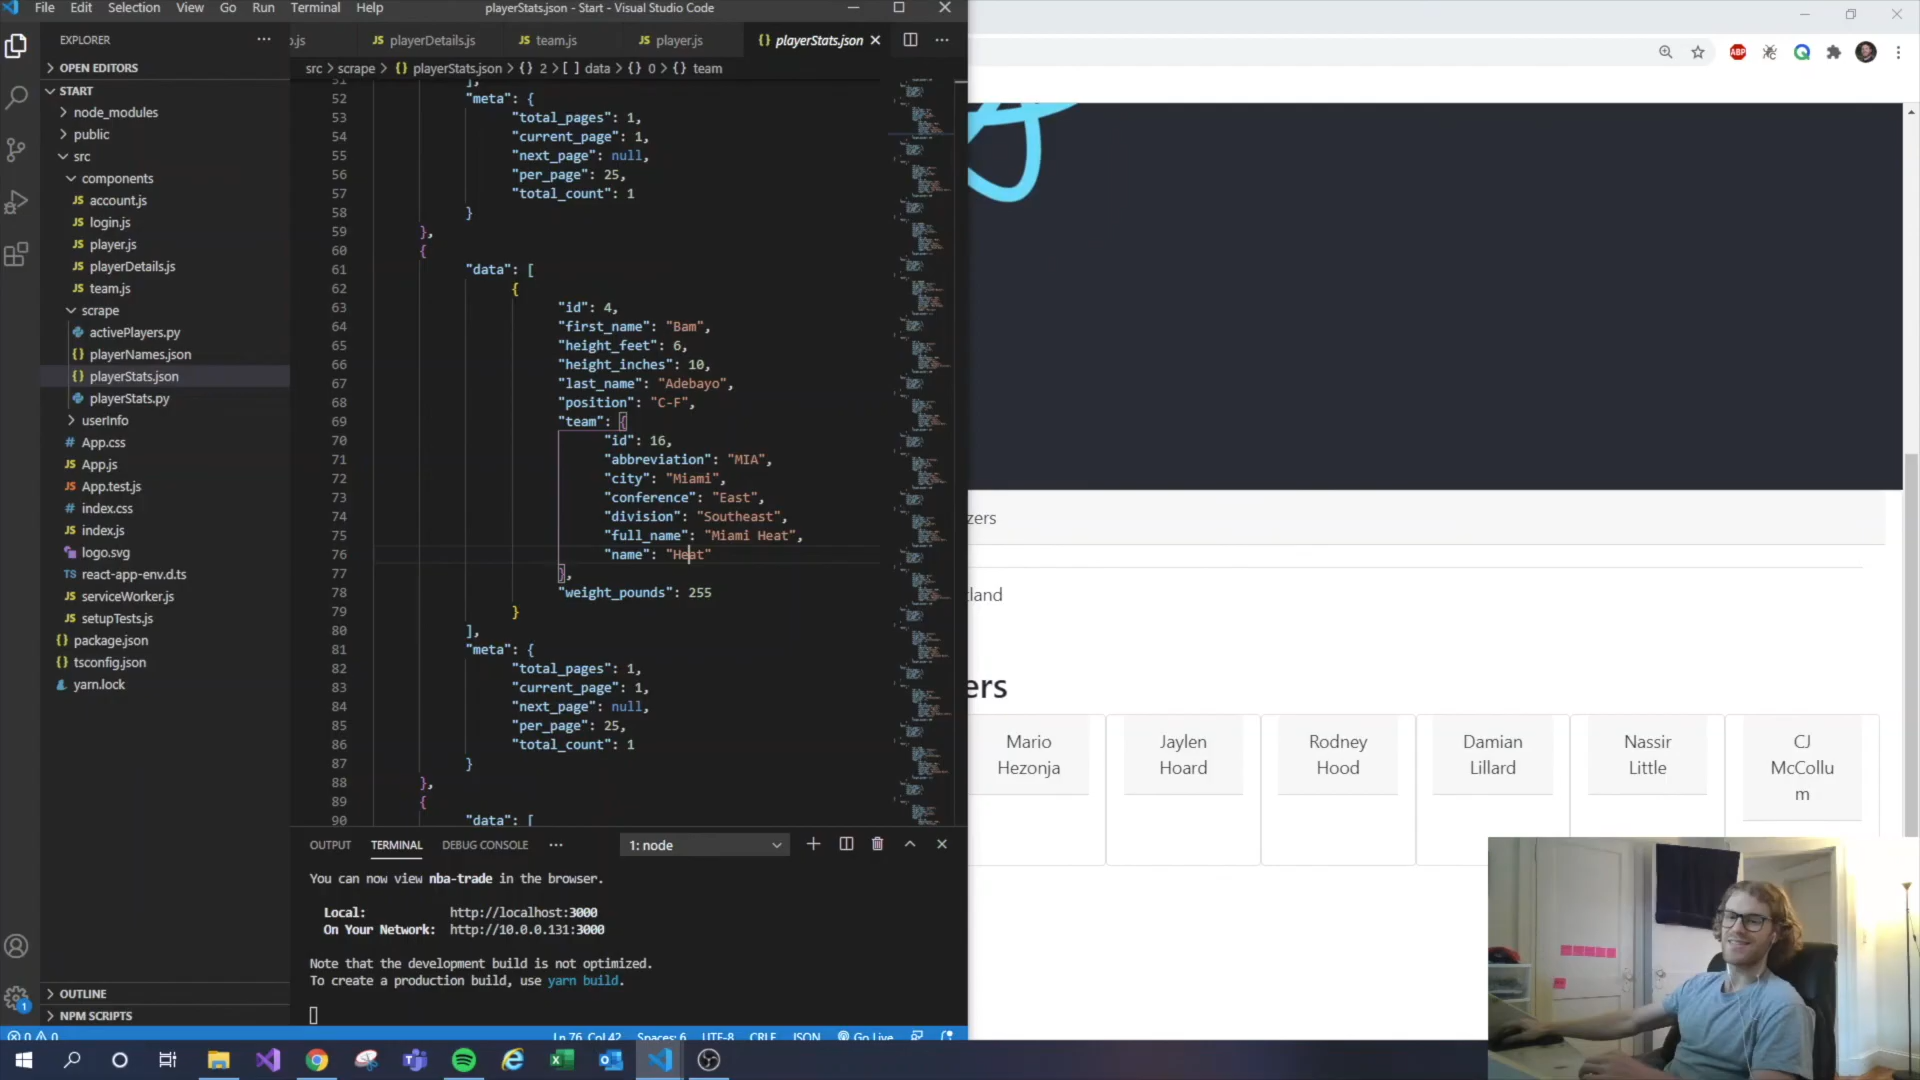 File Edit Selection View Go Run Terminal Help
playerStats.json - Start - Visual Studio Code
EXPLORER
OPEN EDITORS
START
node_modules
public
src
components
account.js
login.js
player.js
playerDetails.js
team.js
scrape
activePlayers.py
playerNames.json
playerStats.json
playerStats.py
userInfo
App.css
App.js
App.test.js
index.css
index.js
logo.svg
react-app-env.d.ts
serviceWorker.js
setupTests.js
package.json
tsconfig.json
yarn.lock
OUTLINE
NPM SCRIPTS
playerDetails.js team.js player.js playerStats.json
src > scrape > {} playerStats.json > {} 2 > [ ] data > {} 0 > {} team
51 ],
52 "meta": {
53 "total_pages": 1,
54 "current_page": 1,
55 "next_page": null,
56 "per_page": 25,
57 "total_count": 1
58 }
59 },
60 {
61 "data": [
62 {
63 "id": 4,
64 "first_name": "Bam",
65 "height_feet": 6,
66 "height_inches": 10,
67 "last_name": "Adebayo",
68 "position": "C-F",
69 "team": {
70 "id": 16,
71 "abbreviation": "MIA",
72 "city": "Miami",
73 "conference": "East",
74 "division": "Southeast",
75 "full_name": "Miami Heat",
76 "name": "Heat"
77 },
78 "weight_pounds": 255
79 }
80 ],
81 "meta": {
82 "total_pages": 1,
83 "current_page": 1,
84 "next_page": null,
85 "per_page": 25,
86 "total_count": 1
87 }
88 },
89 {
90 "data": [
OUTPUT TERMINAL DEBUG CONSOLE 1: node
You can now view nba-trade in the browser.
Local: http://localhost:3000
On Your Network: http://10.0.0.131:3000
Note that the development build is not optimized.
To create a production build, use yarn build.
0 0 Ln 76, Col 42 Spaces: 6 UTF-8 CRLF JSON Go Live
ABP
zers
land
ers
Mario
Hezonja
Jaylen
Hoard
Rodney
Hood
Damian
Lillard
Nassir
Little
CJ
McCollu
m